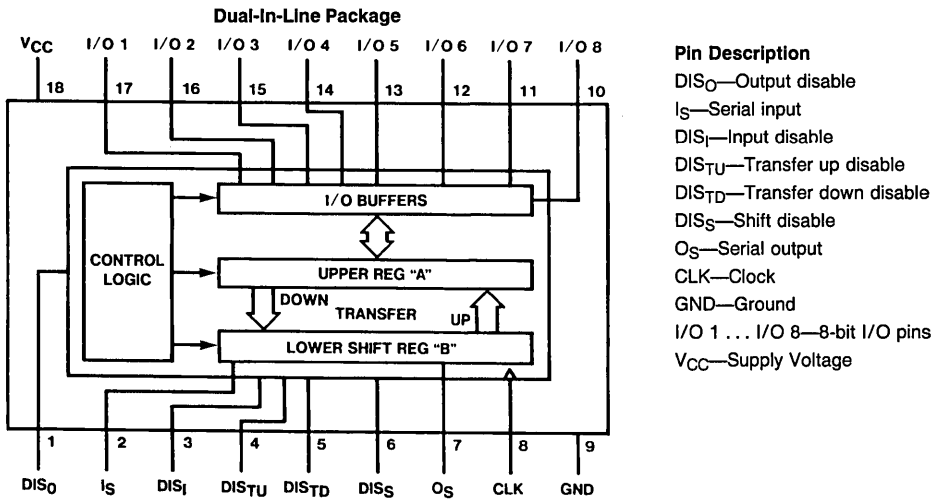 Dual-In-Line Package
VCC I/O 1 I/O 2 I/O 3 I/O 4 I/O 5 I/O 6 I/O 7 I/O 8
18 17 16 15 14 13 12 11 10
I/O BUFFERS
CONTROL
LOGIC
UPPER REG "A"
DOWN
TRANSFER
UP
LOWER SHIFT REG "B"
1 2 3 4 5 6 7 8 9
DISO IS DISI DISTU DISTD DISS OS CLK GND
Pin Description
DISO—Output disable
IS—Serial input
DISI—Input disable
DISTU—Transfer up disable
DISTD—Transfer down disable
DISS—Shift disable
OS—Serial output
CLK—Clock
GND—Ground
I/O 1 . . . I/O 8—8-bit I/O pins
VCC—Supply Voltage